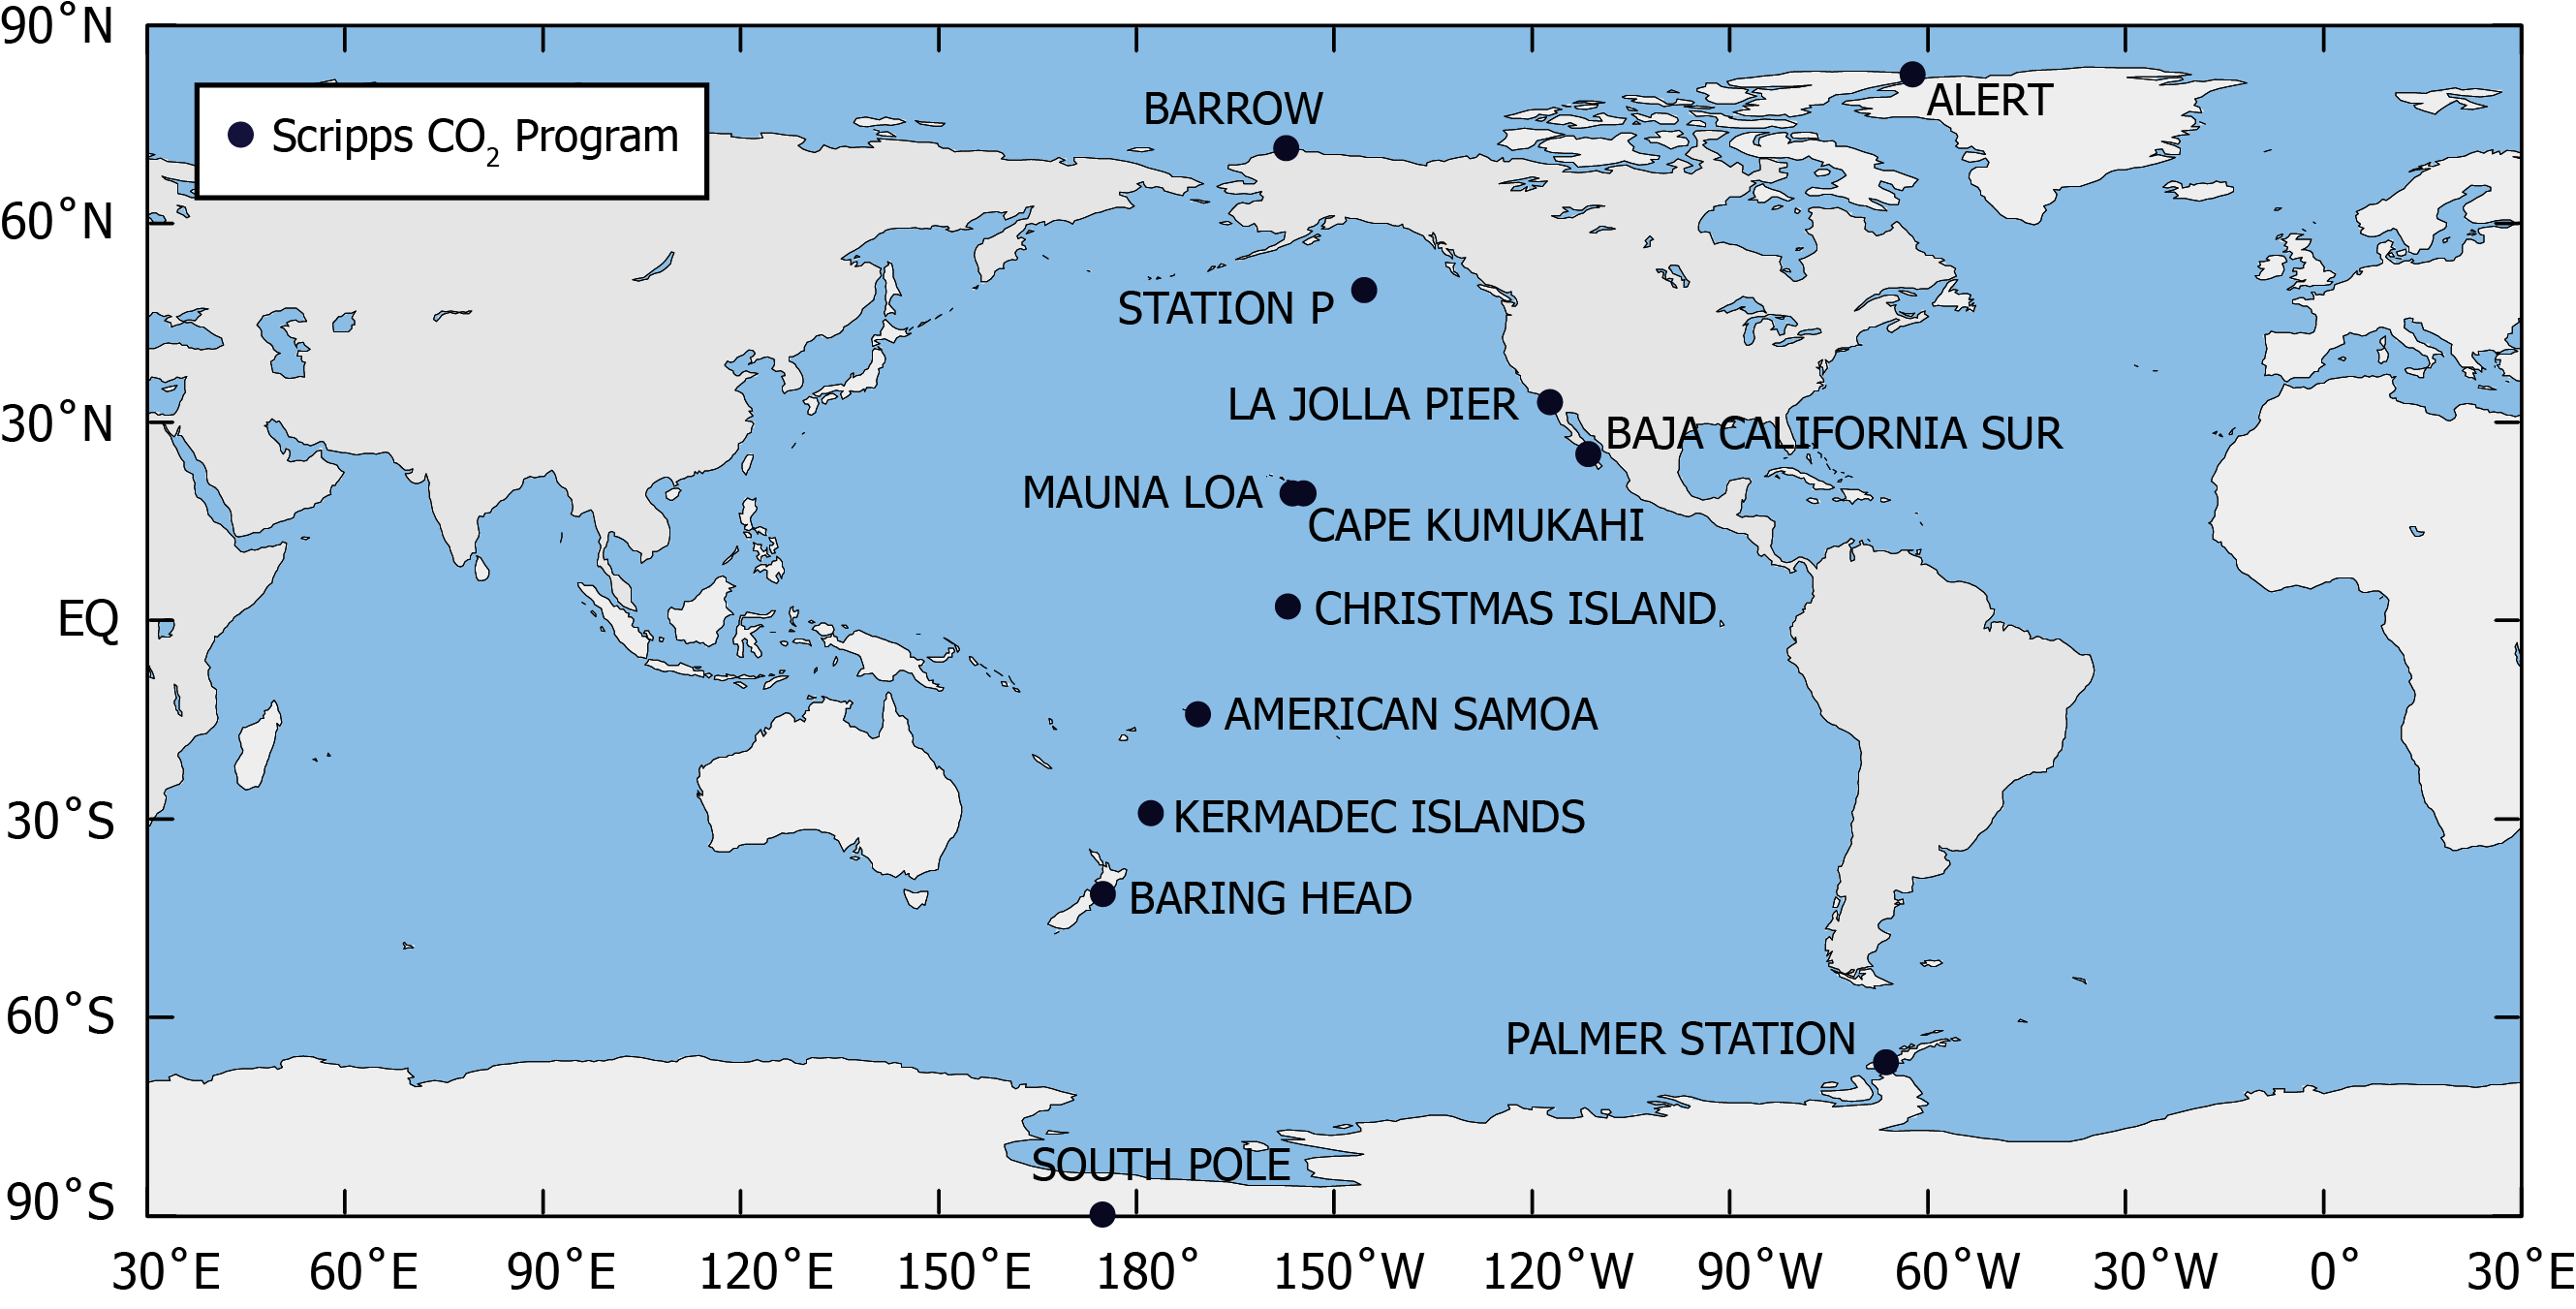 90°N
Scripps CO₂ Program
BARROW
ALERT
60°N
STATION P
LA JOLLA PIER
30°N
BAJA CALIFORNIA SUR
MAUNA LOA
CAPE KUMUKAHI
EQ
CHRISTMAS ISLAND
AMERICAN SAMOA
30°S
KERMADEC ISLANDS
BARING HEAD
60°S
PALMER STATION
SOUTH POLE
90°S
30°E 60°E 90°E 120°E 150°E 180° 150°W 120°W 90°W 60°W 30°W 0° 30°E